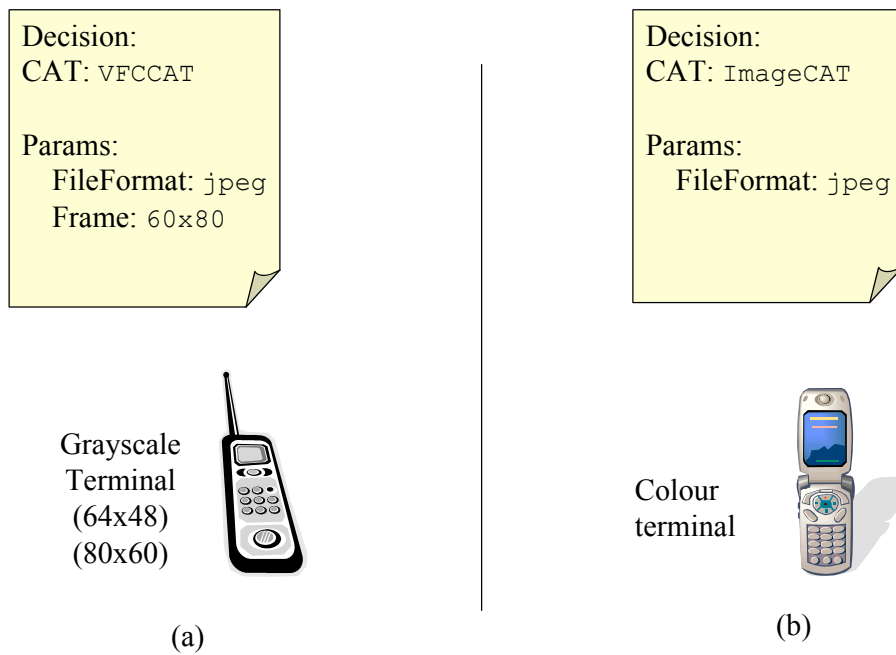 Decision:
CAT: VFCCAT
Params:
FileFormat: jpeg
Frame: 60x80
Grayscale
Terminal
(64x48)
(80x60)
(a)
Decision:
CAT: ImageCAT
Params:
FileFormat: jpeg
Colour
terminal
(b)